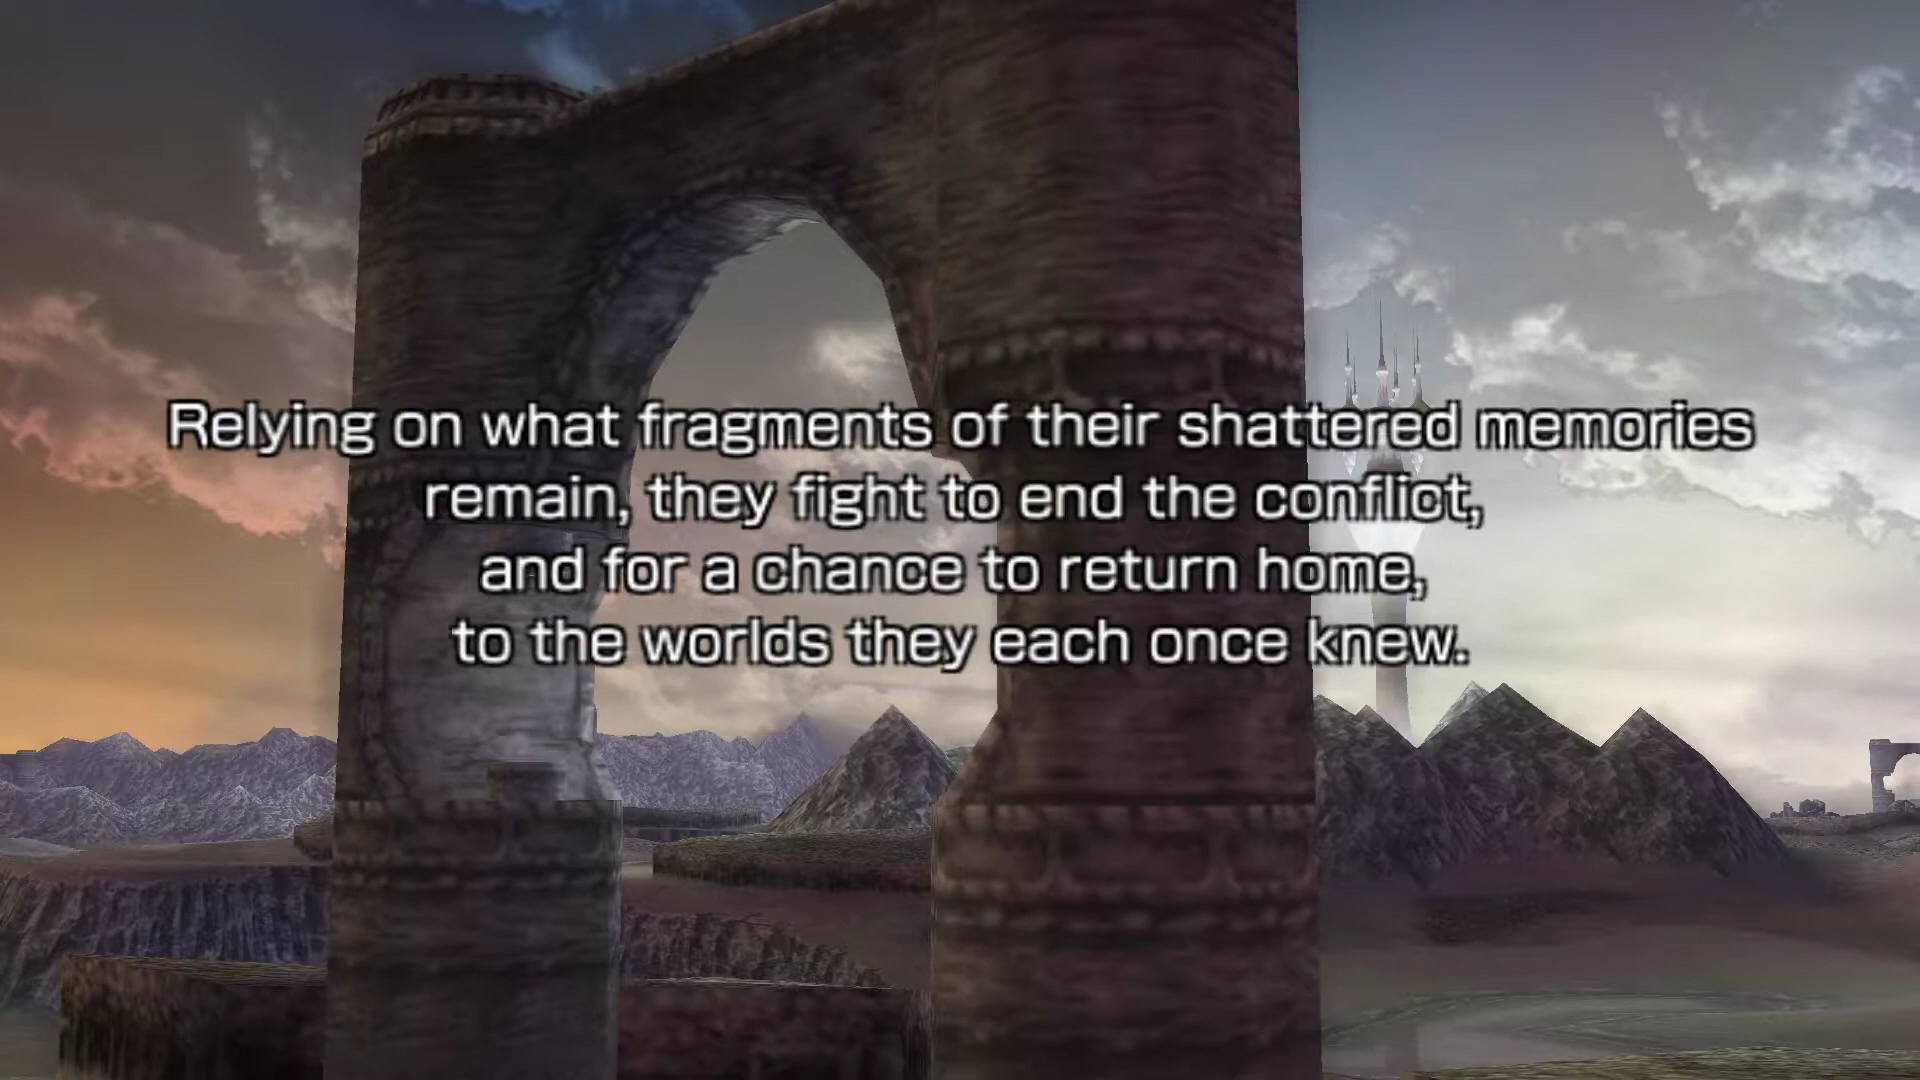 Relying on what fragments of their shattered memories
remain, they fight to end the conflict,
and for a chance to return home,
to the worlds they each once knew.